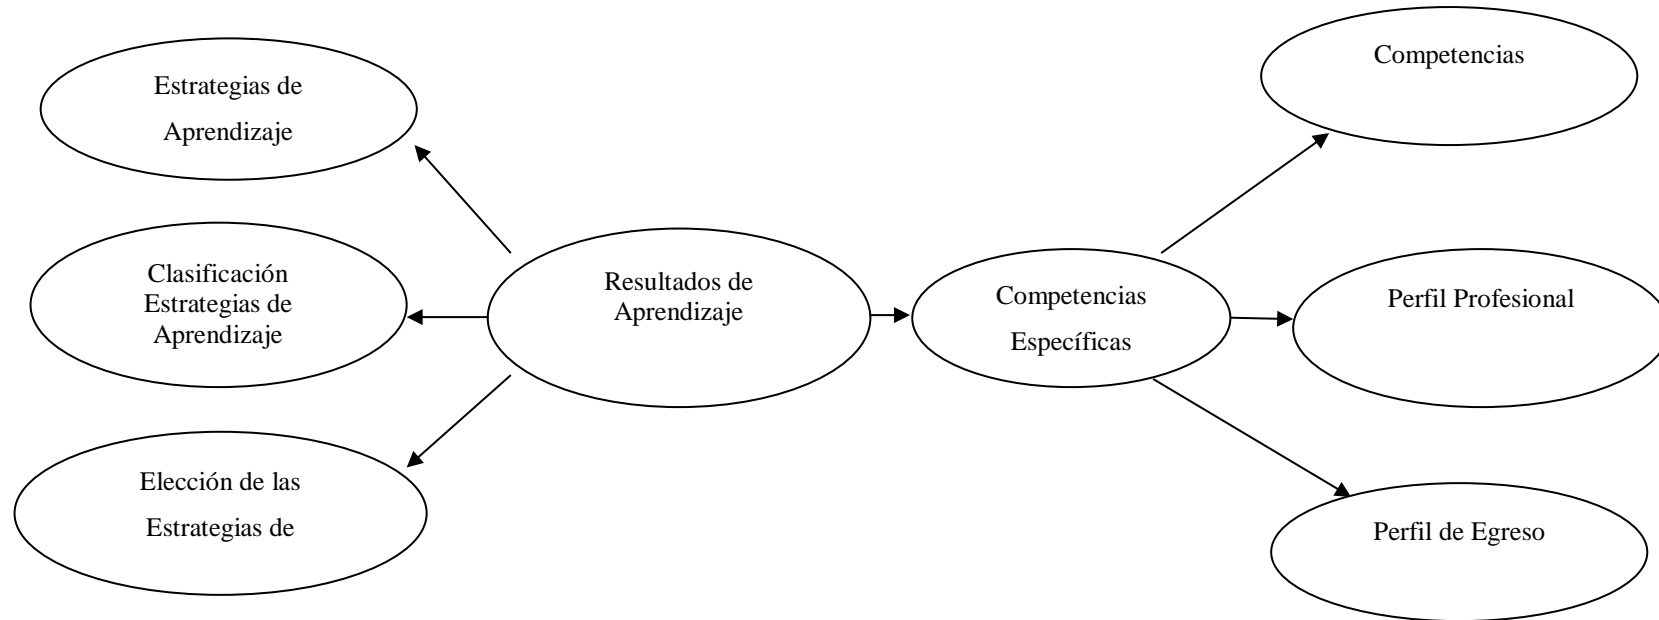 Estrategias de
Aprendizaje
Clasificación
Estrategias de
Aprendizaje
Elección de las
Estrategias de
Resultados de
Aprendizaje
Competencias
Específicas
Competencias
Perfil Profesional
Perfil de Egreso